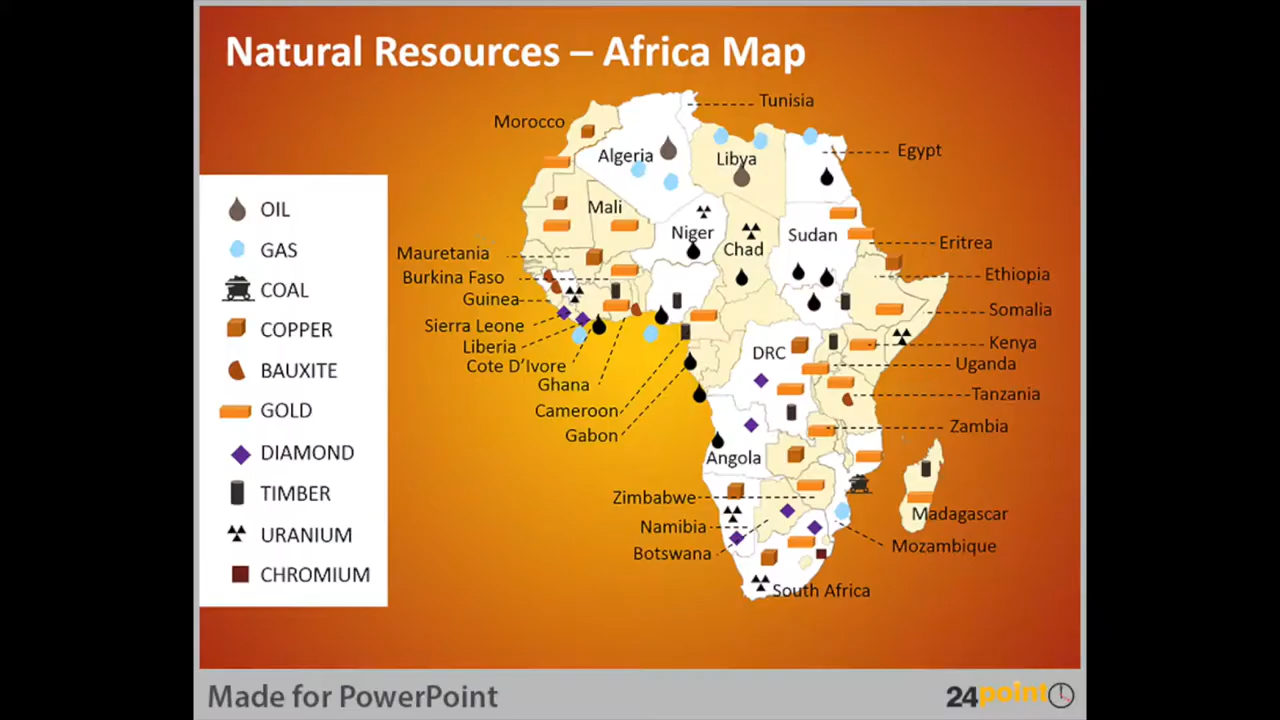 Natural Resources – Africa Map
Tunisia
Morocco
Egypt
Algeria
Libya
OIL
Mali
GAS
Niger
Sudan
Chad
Eritrea
Mauretania
Burkina Faso
Ethiopia
COAL
Guinea
Somalia
Sierra Leone
COPPER
Liberia
Kenya
DRC
Cote D'Ivore
Uganda
BAUXITE
Ghana
Tanzania
GOLD
Cameroon
Zambia
Gabon
DIAMOND
Angola
TIMBER
Zimbabwe
Madagascar
Namibia
URANIUM
Mozambique
Botswana
CHROMIUM
South Africa
Made for PowerPoint
24point